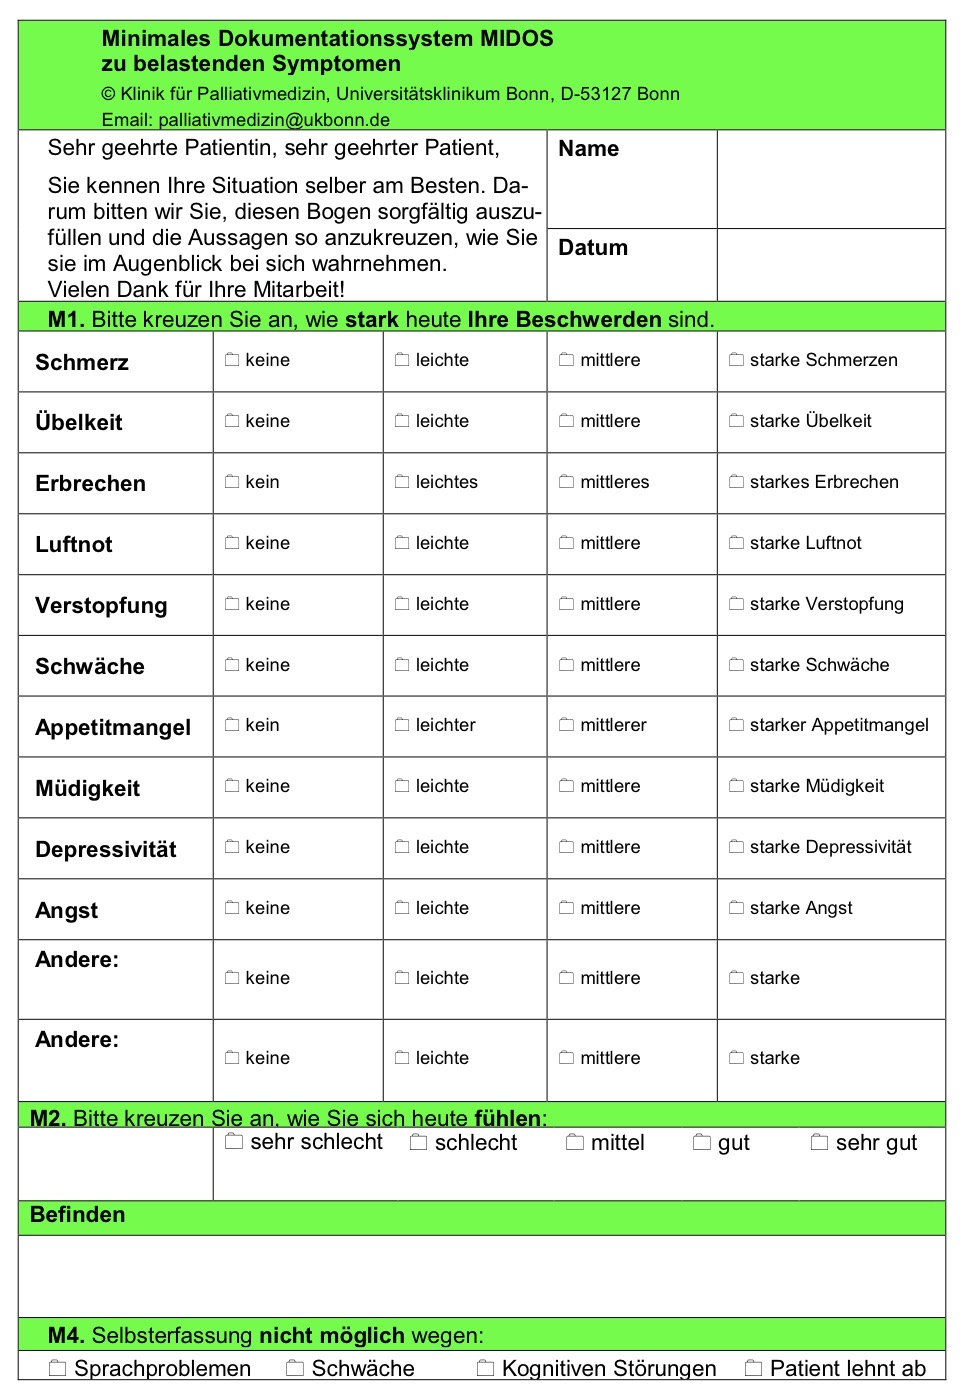 Minimales Dokumentationssystem MIDOS
zu belastenden Symptomen
© Klinik für Palliativmedizin, Universitätsklinikum Bonn, D-53127 Bonn
Email: palliativmedizin@ukbonn.de
Sehr geehrte Patientin, sehr geehrter Patient,
Sie kennen Ihre Situation selber am Besten. Da-
rum bitten wir Sie, diesen Bogen sorgfältig auszu-
füllen und die Aussagen so anzukreuzen, wie Sie
sie im Augenblick bei sich wahrnehmen.
Vielen Dank für Ihre Mitarbeit!
Name
Datum
M1. Bitte kreuzen Sie an, wie stark heute Ihre Beschwerden sind.
Schmerz keine leichte mittlere starke Schmerzen
Übelkeit keine leichte mittlere starke Übelkeit
Erbrechen kein leichtes mittleres starkes Erbrechen
Luftnot keine leichte mittlere starke Luftnot
Verstopfung keine leichte mittlere starke Verstopfung
Schwäche keine leichte mittlere starke Schwäche
Appetitmangel kein leichter mittlerer starker Appetitmangel
Müdigkeit keine leichte mittlere starke Müdigkeit
Depressivität keine leichte mittlere starke Depressivität
Angst keine leichte mittlere starke Angst
Andere:
keine leichte mittlere starke
Andere:
keine leichte mittlere starke
M2. Bitte kreuzen Sie an, wie Sie sich heute fühlen:
sehr schlecht schlecht mittel gut sehr gut
Befinden
M4. Selbsterfassung nicht möglich wegen:
Sprachproblemen Schwäche Kognitiven Störungen Patient lehnt ab